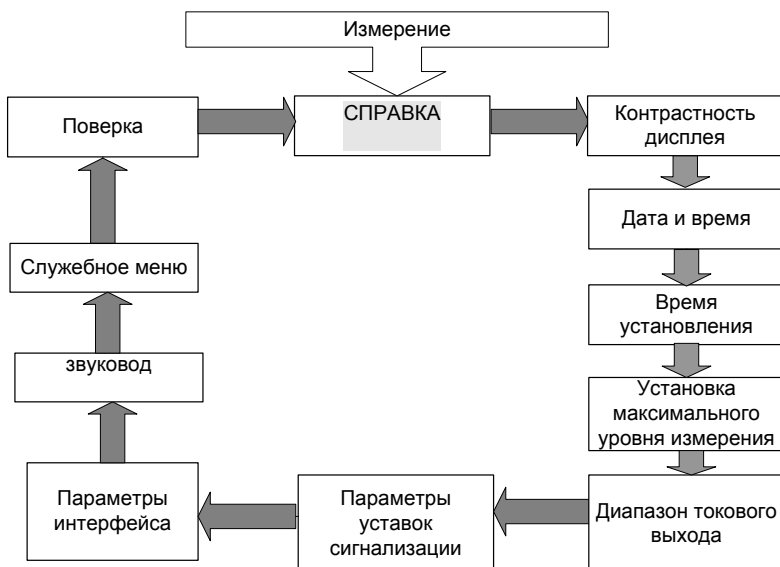 Измерение
СПРАВКА
Контрастность
дисплея
Дата и время
Время
установления
Установка
максимального
уровня измерения
Диапазон токового
выхода
Параметры
уставок
сигнализации
Параметры
интерфейса
звуковод
Служебное меню
Поверка